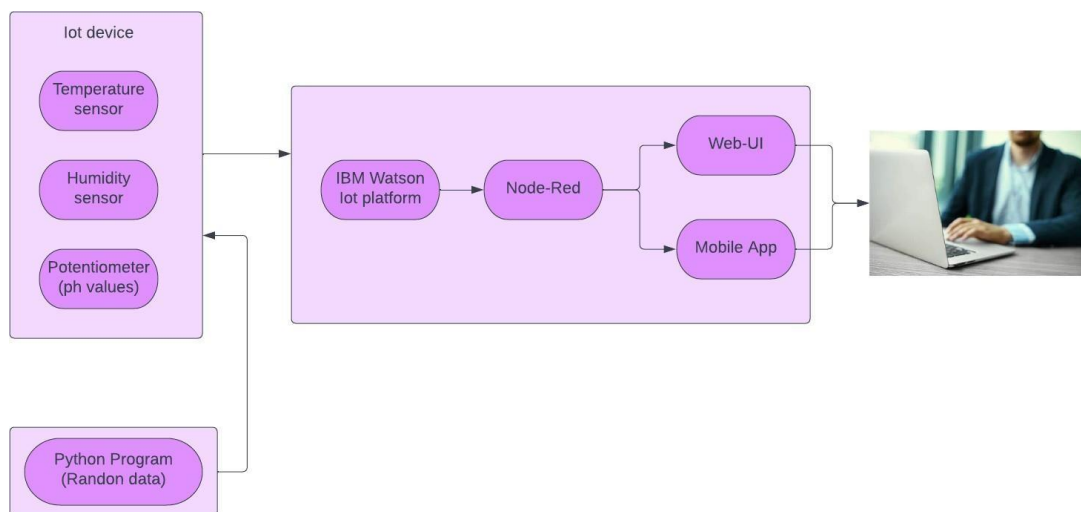 Iot device
Temperature
sensor
Humidity
sensor
Potentiometer
(ph values)
IBM Watson
Iot platform
Node-Red
Web-UI
Mobile App
Python Program
(Randon data)